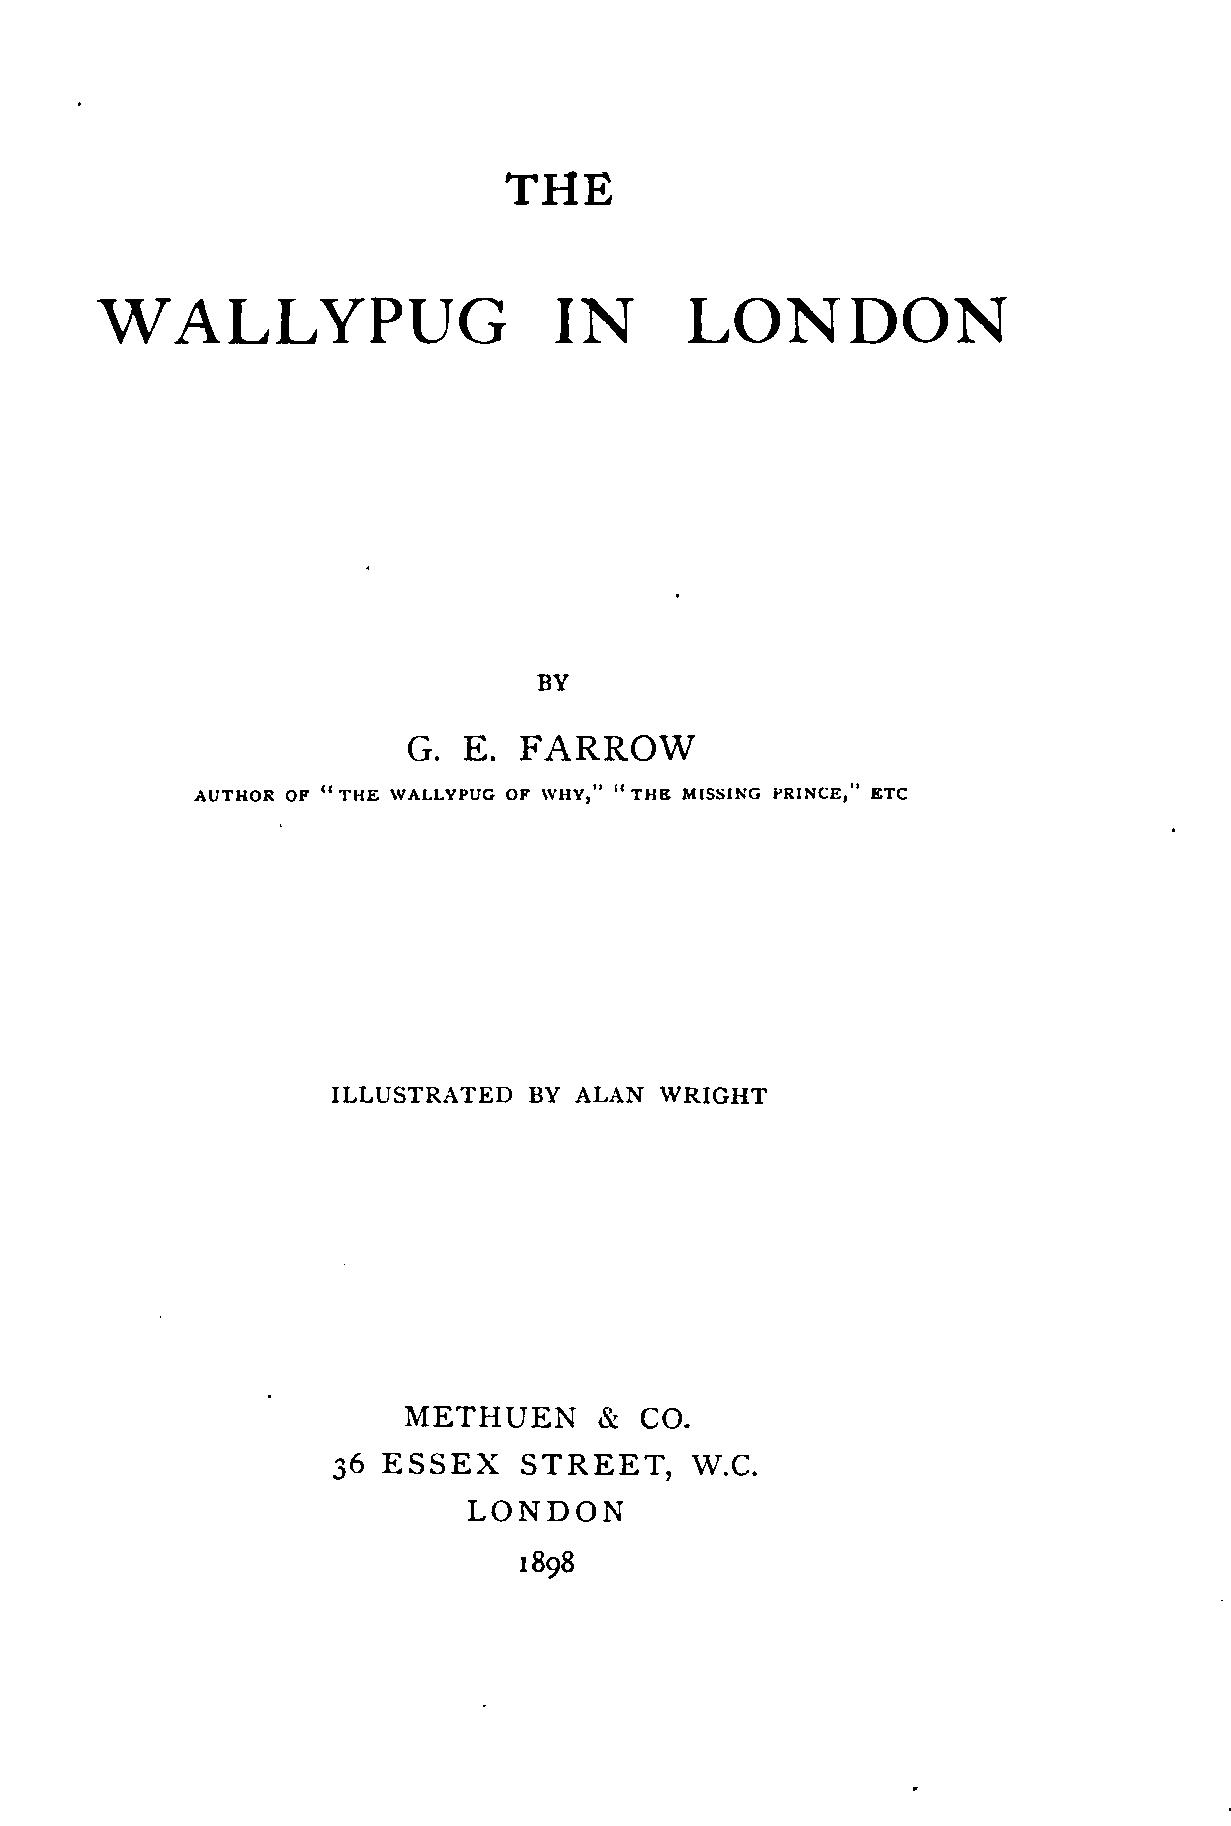 THE
WALLYPUG IN LONDON
BY
G. E. FARROW
AUTHOR OF "THE WALLYPUG OF WHY," "THE MISSING PRINCE," ETC
ILLUSTRATED BY ALAN WRIGHT
METHUEN & CO.
36 ESSEX STREET, W.C.
LONDON
1898